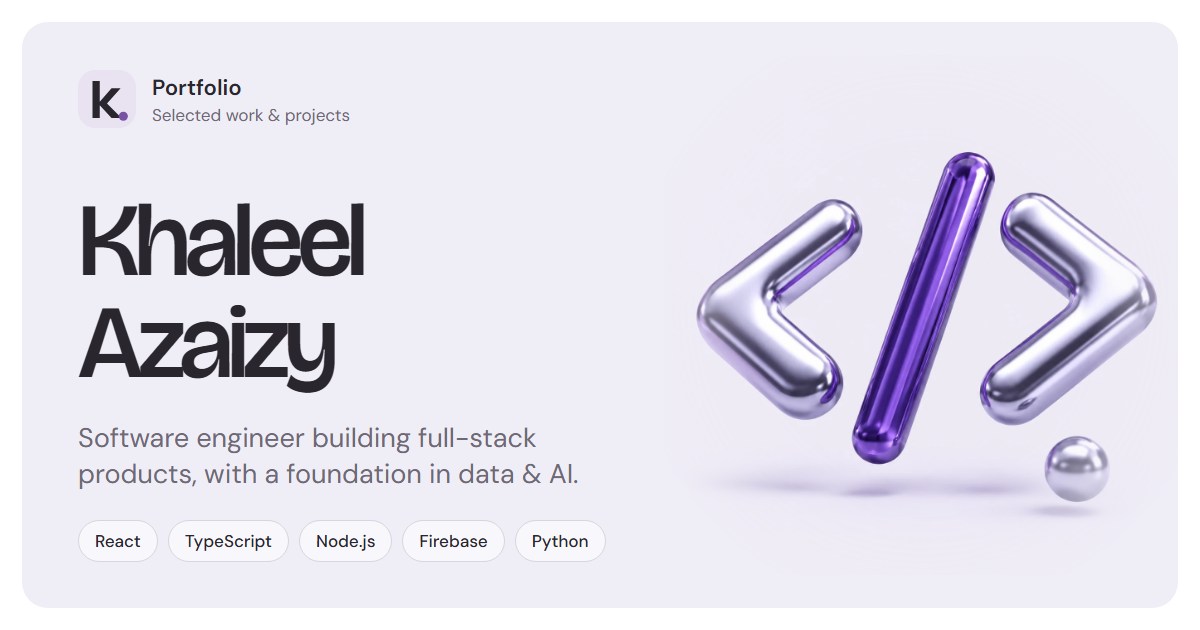 k.
Portfolio
Selected work & projects
Khaleel
Azaizy
Software engineer building full-stack
products, with a foundation in data & AI.
React TypeScript Node.js Firebase Python